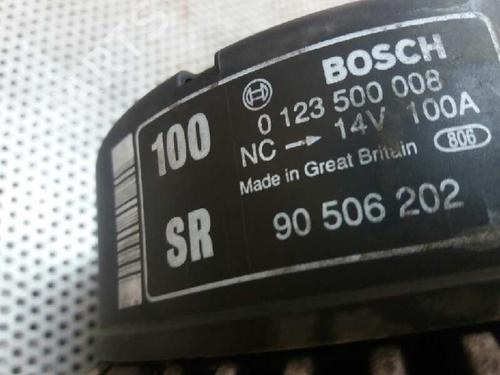 BOSCH
100 0 123 500 008
NC → 14V 100A
Made in Great Britain 806
SR 90 506 202